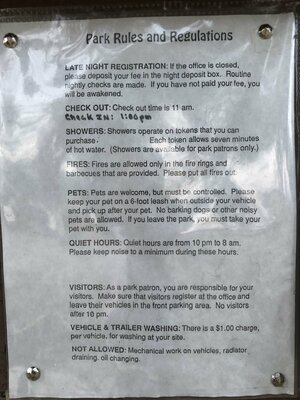 Park Rules and Regulations
LATE NIGHT REGISTRATION: If the office is closed,
please deposit your fee in the night deposit box. Routine
nightly checks are made. If you have not paid your fee, you
will be awakened.
CHECK OUT: Check out time is 11 am.
Check IN: 1:00 pm
SHOWERS: Showers operate on tokens that you can
purchase. Each token allows seven minutes
of hot water. (Showers are available for park patrons only.)
FIRES: Fires are allowed only in the fire rings and
barbecues that are provided. Please put all fires out.
PETS: Pets are welcome, but must be controlled. Please
keep your pet on a 6-foot leash when outside your vehicle
and pick up after your pet. No barking dogs or other noisy
pets are allowed. If you leave the park, you must take your
pet with you.
QUIET HOURS: Quiet hours are from 10 pm to 8 am.
Please keep noise to a minimum during these hours.
VISITORS: As a park patron, you are responsible for your
visitors. Make sure that visitors register at the office and
leave their vehicles in the front parking area. No visitors
after 10 pm.
VEHICLE & TRAILER WASHING: There is a $1.00 charge,
per vehicle, for washing at your site.
NOT ALLOWED: Mechanical work on vehicles, radiator
draining, oil changing.